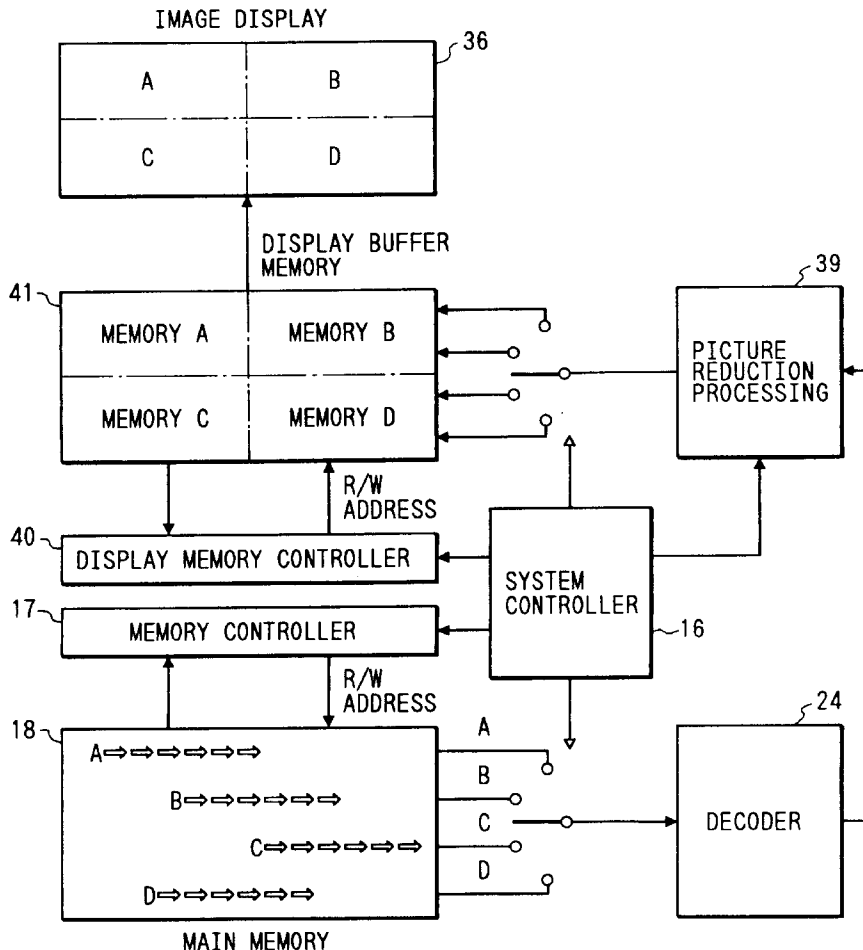 IMAGE DISPLAY
36
A
B
C
D
DISPLAY BUFFER
MEMORY
41
MEMORY A
MEMORY B
MEMORY C
MEMORY D
39
PICTURE
REDUCTION
PROCESSING
R/W
ADDRESS
40
DISPLAY MEMORY CONTROLLER
SYSTEM
CONTROLLER
16
17
MEMORY CONTROLLER
R/W
ADDRESS
18
A
B
C
D
A
B
C
D
24
DECODER
MAIN MEMORY